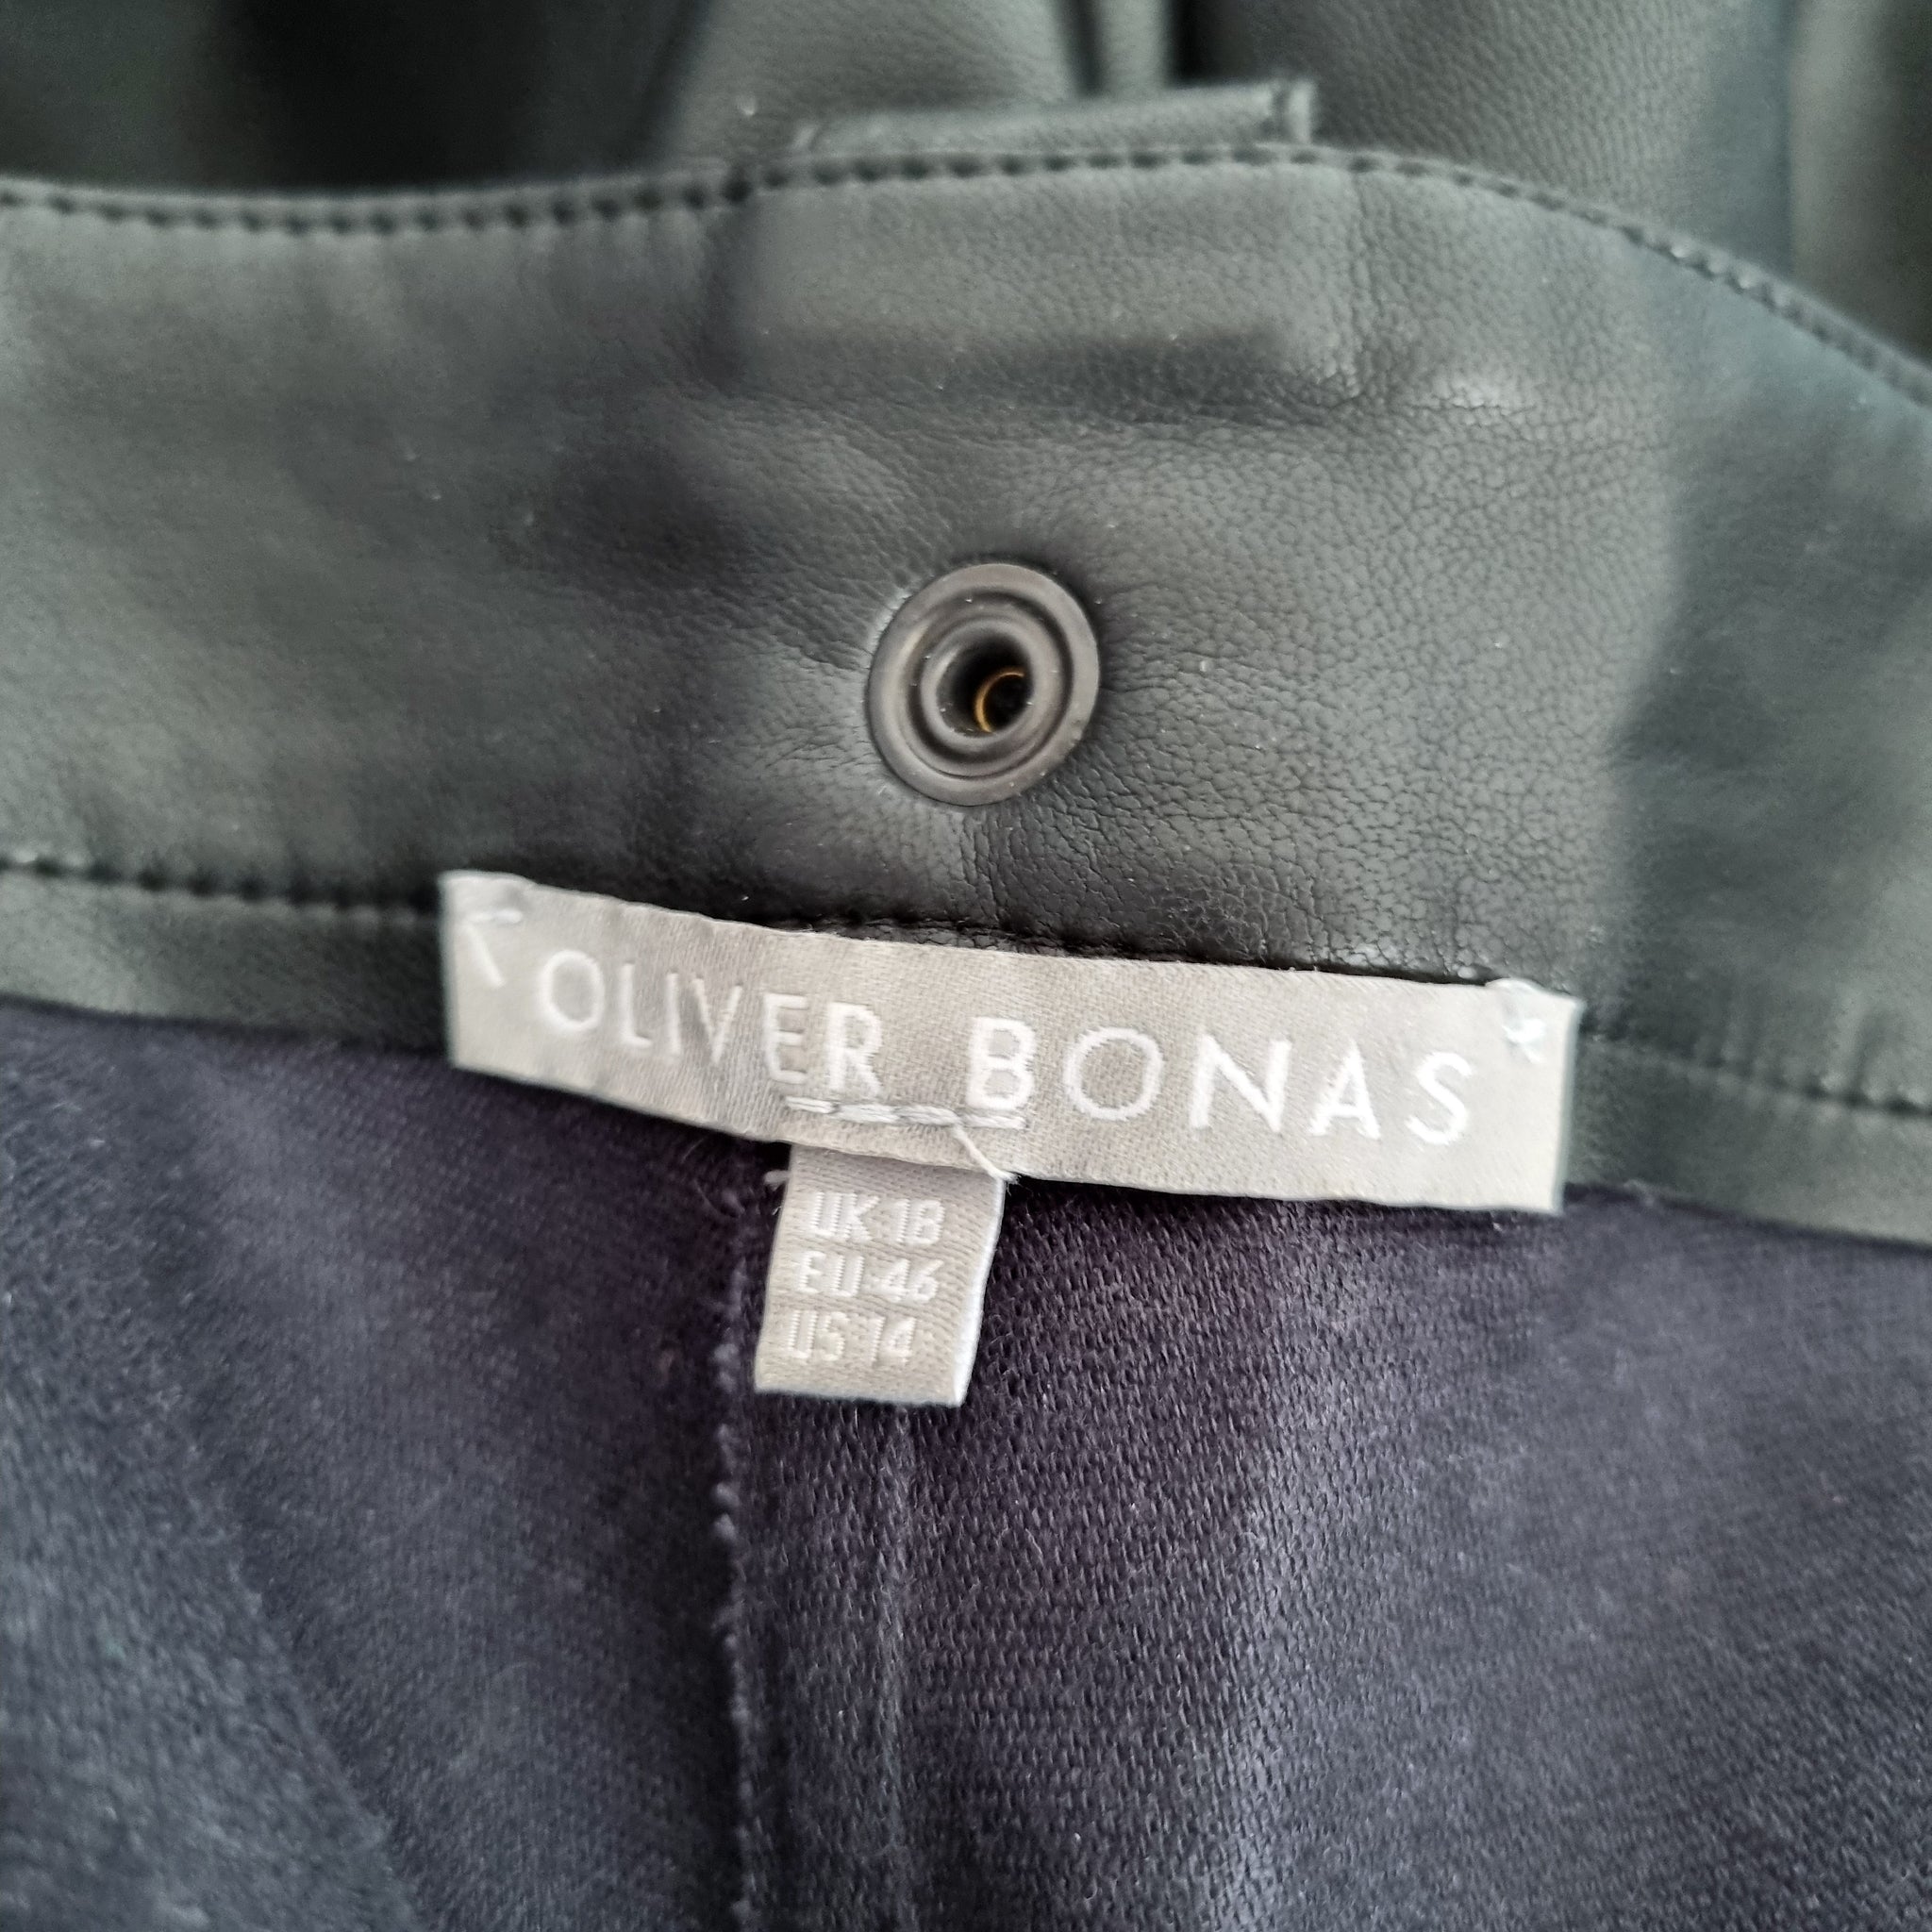 OLIVER BONAS
UK 18
EU 46
US 14